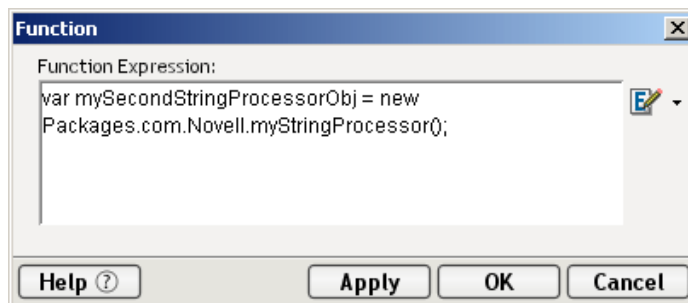 Function
Function Expression:
var mySecondStringProcessorObj = new
Packages.com.Novell.myStringProcessor();
Help ?
Apply
OK
Cancel